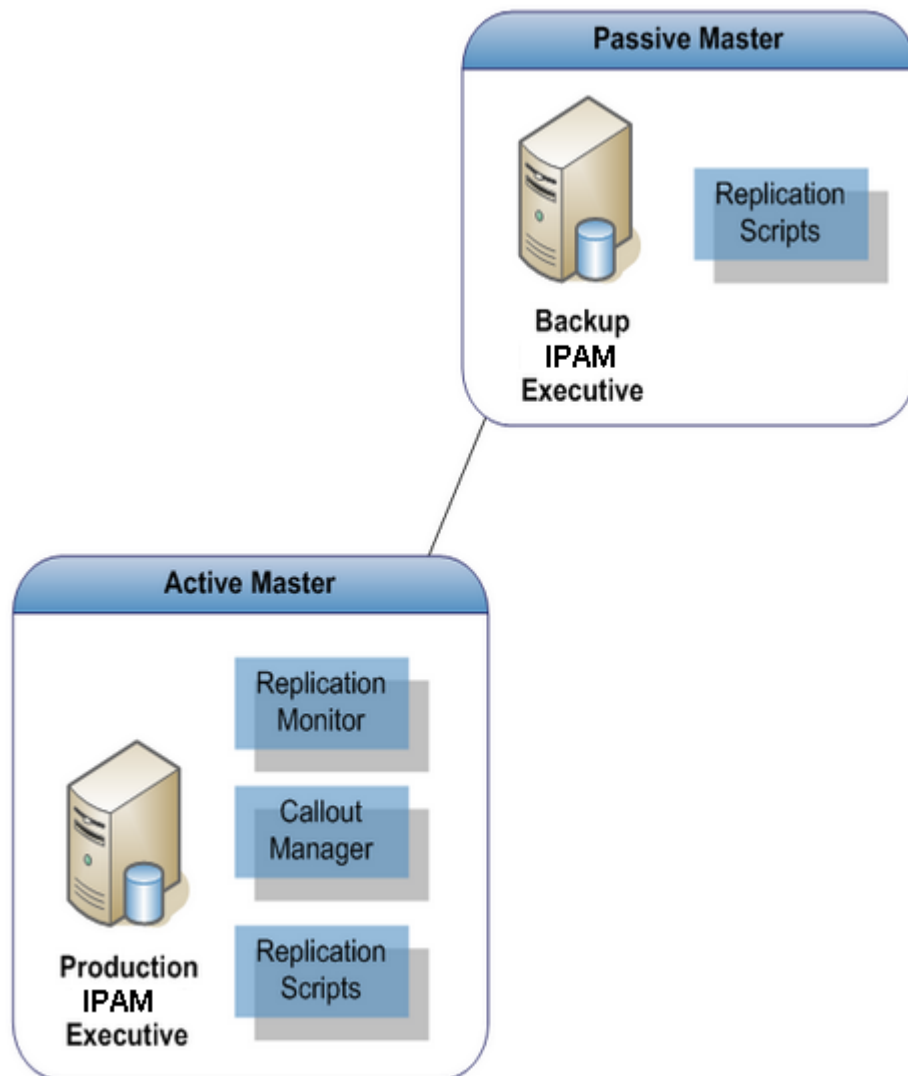 Passive Master
Replication
Scripts
Backup
IPAM
Executive
Active Master
Replication
Monitor
Callout
Manager
Replication
Scripts
Production
IPAM
Executive